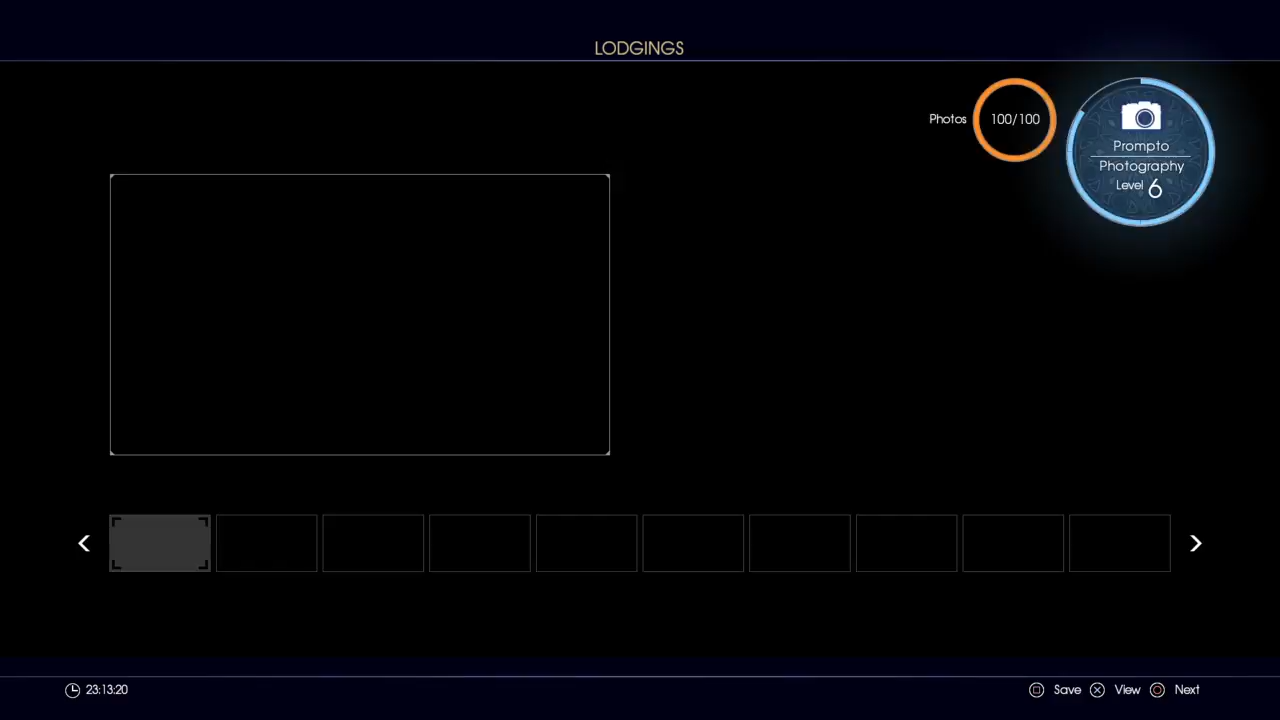 LODGINGS
Photos 100/100
Prompto
Photography
Level 6
23:13:20
Save View Next